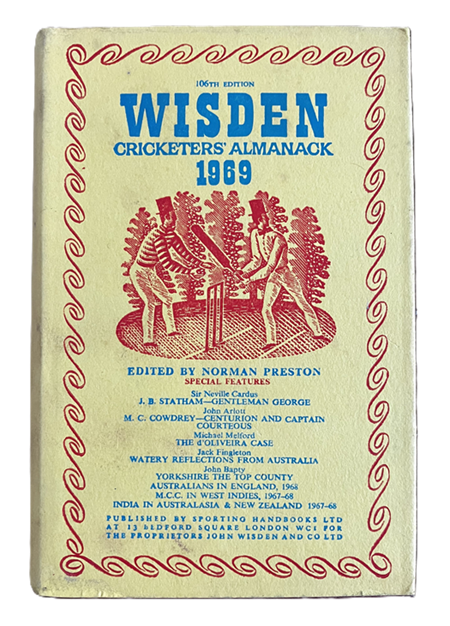 106TH EDITION
WISDEN
CRICKETERS' ALMANACK
1969
EDITED BY NORMAN PRESTON
SPECIAL FEATURES
Sir Neville Cardus
J. B. STATHAM—GENTLEMAN GEORGE
John Arlott
M. C. COWDREY—CENTURION AND CAPTAIN
COURTEOUS
Michael Melford
THE D'OLIVEIRA CASE
Jack Fingleton
WATERY REFLECTIONS FROM AUSTRALIA
John Bapty
YORKSHIRE THE TOP COUNTY
AUSTRALIANS IN ENGLAND, 1968
M.C.C. IN WEST INDIES, 1967–68
INDIA IN AUSTRALASIA & NEW ZEALAND 1967–68
PUBLISHED BY SPORTING HANDBOOKS LTD
AT 13 BEDFORD SQUARE LONDON WC1 FOR
THE PROPRIETORS JOHN WISDEN AND CO LTD